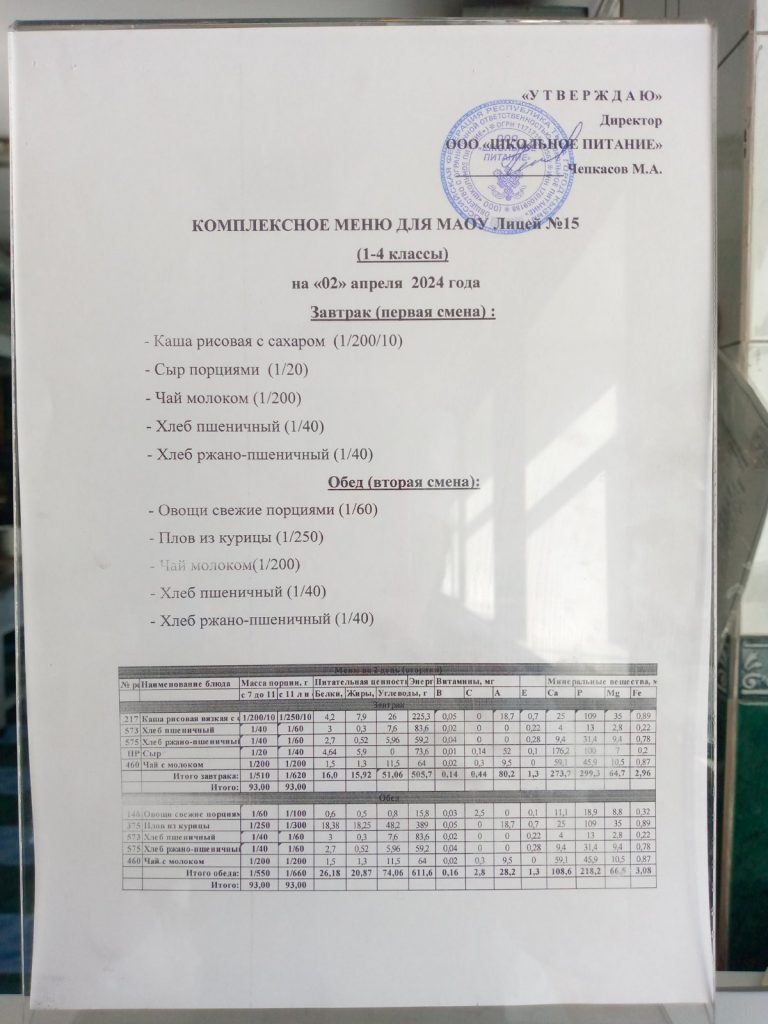 «У Т В Е Р Ж Д А Ю»
Директор
ООО «ШКОЛЬНОЕ ПИТАНИЕ»
Чепкасов М.А.
КОМПЛЕКСНОЕ МЕНЮ ДЛЯ МАОУ Лицей №15
(1-4 классы)
на «02» апреля 2024 года
Завтрак (первая смена) :
- Каша рисовая с сахаром (1/200/10)
- Сыр порциями (1/20)
- Чай молоком (1/200)
- Хлеб пшеничный (1/40)
- Хлеб ржано-пшеничный (1/40)
Обед (вторая смена):
- Овощи свежие порциями (1/60)
- Плов из курицы (1/250)
- Чай молоком(1/200)
- Хлеб пшеничный (1/40)
- Хлеб ржано-пшеничный (1/40)
Меню на 2 день (вторник)
Наименование блюда Масса порции, г Питательная ценность Энерг Витамины, мг Минеральные вещества,
с 7 до 11 с 11 л и Белки, Жиры, Углеводы, г B C A E Ca P Mg Fe
Завтрак
217 Каша рисовая вязкая с 1/200/10 1/250/10 4,2 7,9 26 225,3 0,05 0 18,7 0,7 25 109 35 0,89
573 Хлеб пшеничный 1/40 1/60 3 0,3 7,6 83,6 0,02 0 0 0,22 4 13 2,8 0,22
575 Хлеб ржано-пшеничны 1/40 1/60 2,7 0,52 5,96 59,2 0,04 0 0 0,28 9,4 31,4 9,4 0,78
ПР Сыр 1/20 1/40 4,64 5,9 0 73,6 0,01 0,14 52 0,1 176,2 100 7 0,2
460 Чай с молоком 1/200 1/200 1,5 1,3 11,5 64 0,02 0,3 9,5 0 59,1 45,9 10,5 0,87
Итого завтрака: 1/510 1/620 16,0 15,92 51,06 505,7 0,14 0,44 80,2 1,3 273,7 299,3 64,7 2,96
Итого: 93,00 93,00
Обед
146 Овощи свежие порция 1/60 1/100 0,6 0,5 0,8 15,8 0,03 2,5 0 0,1 11,1 18,9 8,8 0,32
375 Плов из курицы 1/250 1/300 18,38 18,25 48,2 389 0,05 0 18,7 0,7 25 109 35 0,89
573 Хлеб пшеничный 1/40 1/60 3 0,3 7,6 83,6 0,02 0 0 0,22 4 13 2,8 0,22
575 Хлеб ржано-пшеничны 1/40 1/60 2,7 0,52 5,96 59,2 0,04 0 0 0,28 9,4 31,4 9,4 0,78
460 Чай с молоком 1/200 1/200 1,5 1,3 11,5 64 0,02 0,3 9,5 0 59,1 45,9 10,5 0,87
Итого обеда: 1/550 1/660 26,18 20,87 74,06 611,6 0,16 2,8 28,2 1,3 108,6 218,2 66,5 3,08
Итого: 93,00 93,00